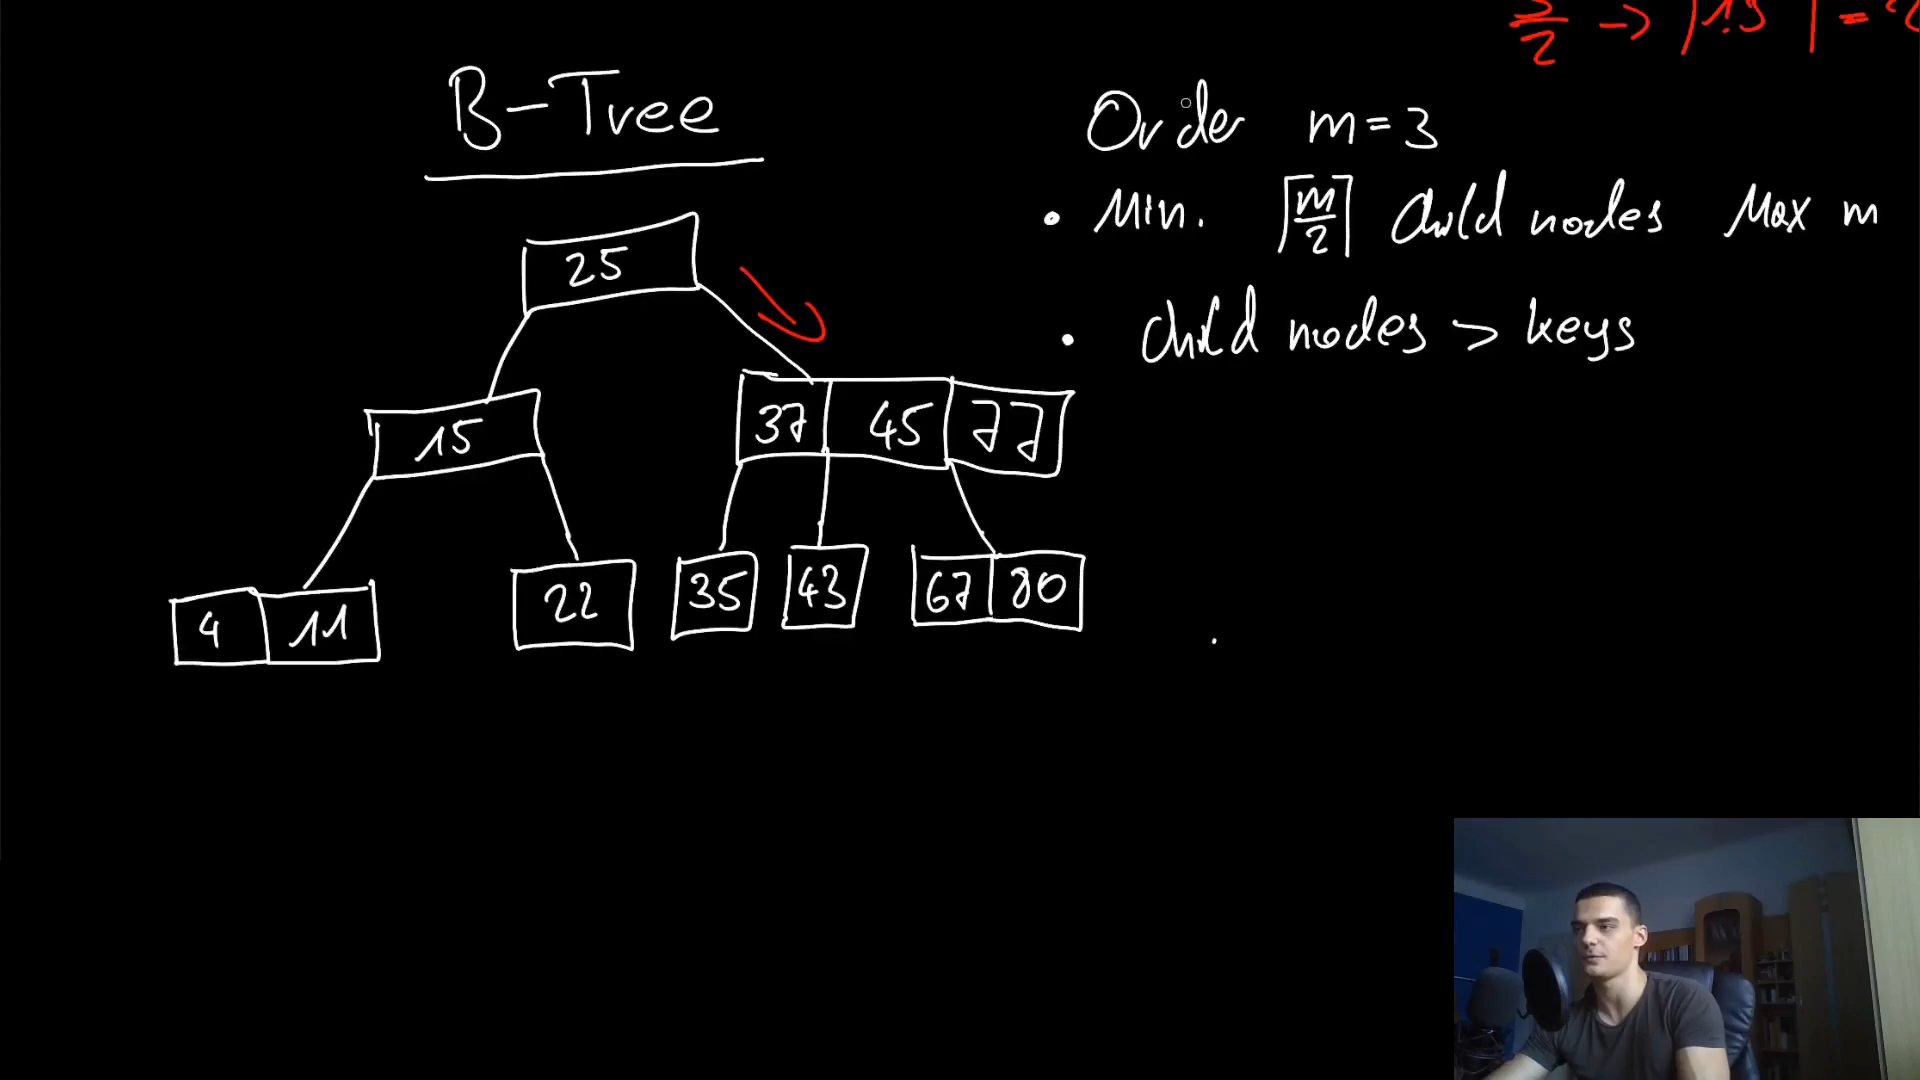 B-Tree
Order m=3
• Min. ⌈m/2⌉ Child nodes Max m
• Child nodes > keys
25
15
37 45 77
4 11
22
35
43
67 80